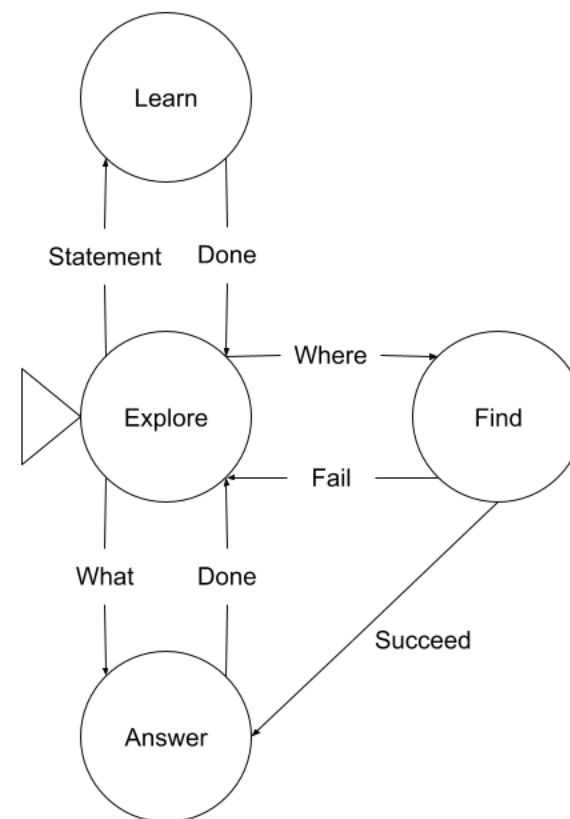 Learn
Statement
Done
Where
Explore
Find
Fail
What
Done
Succeed
Answer